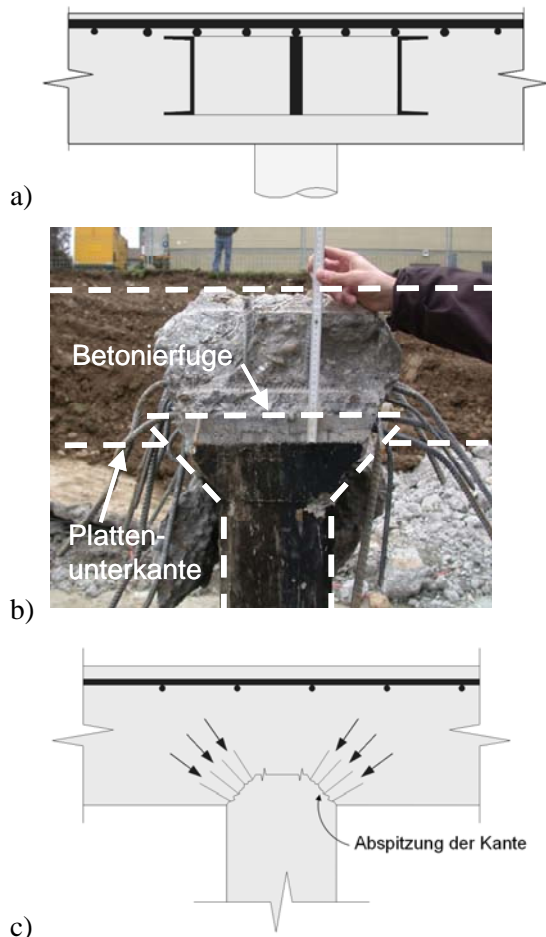 a)
Betonierfuge
Platten-
unterkante
b)
Abspitzung der Kante
c)